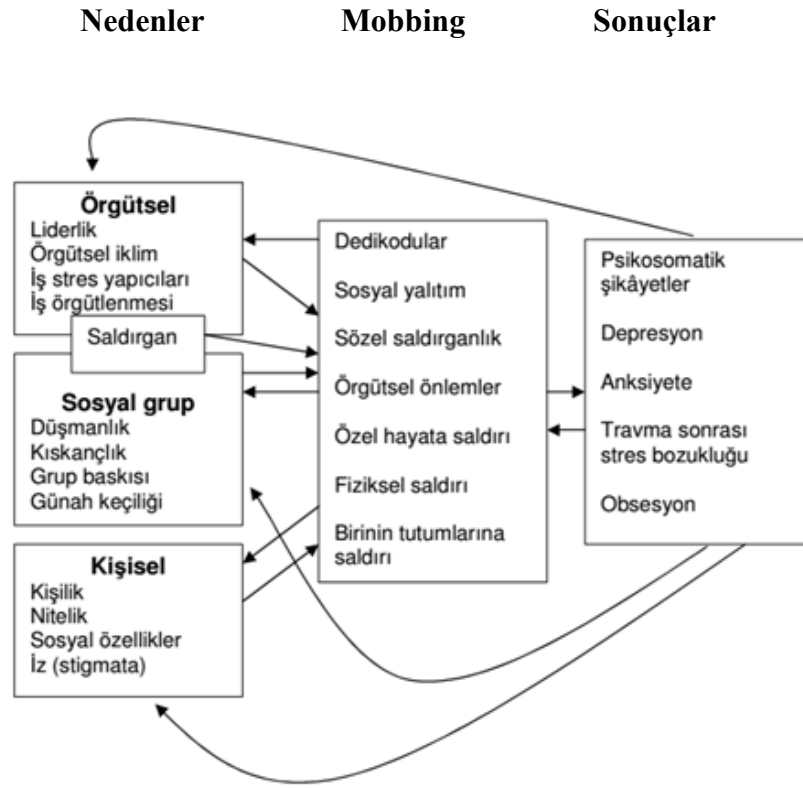 Nedenler Mobbing Sonuçlar
Örgütsel
Liderlik
Örgütsel iklim
İş stres yapıcıları
İş örgütlenmesi
Saldırgan
Sosyal grup
Düşmanlık
Kıskançlık
Grup baskısı
Günah keçiliği
Kişisel
Kişilik
Nitelik
Sosyal özellikler
İz (stigmata)
Dedikodular
Sosyal yalıtım
Sözel saldırganlık
Örgütsel önlemler
Özel hayata saldırı
Fiziksel saldırı
Birinin tutumlarına
saldırı
Psikosomatik
şikâyetler
Depresyon
Anksiyete
Travma sonrası
stres bozukluğu
Obsesyon